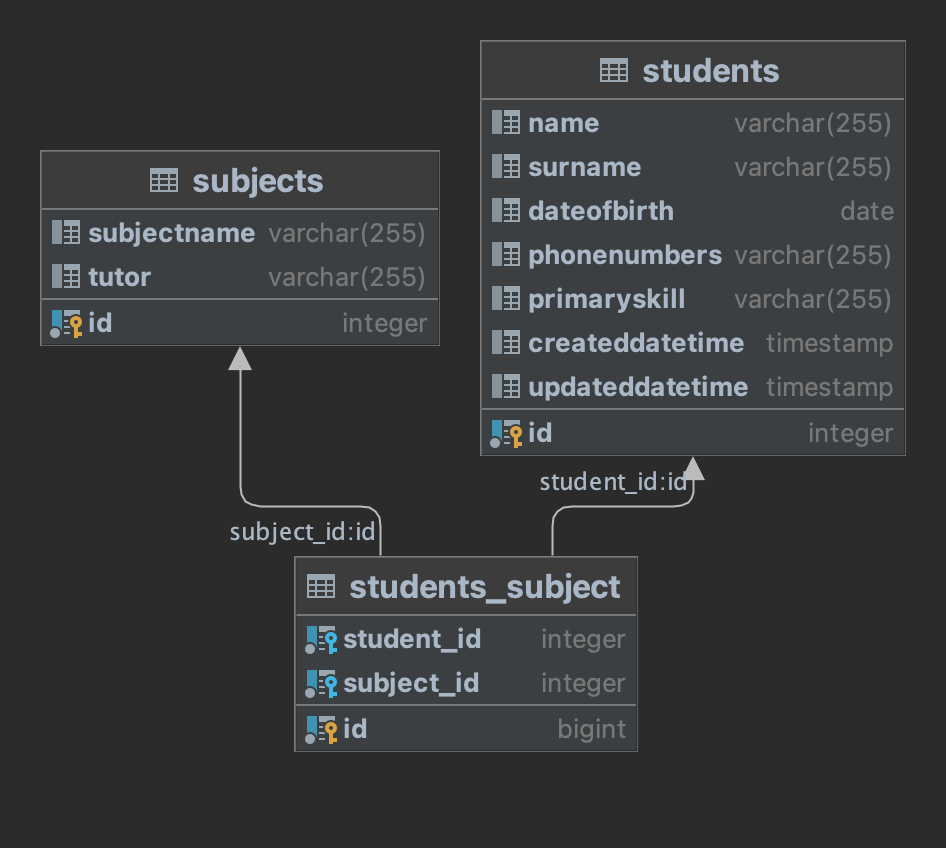 students
name varchar(255)
surname varchar(255)
dateofbirth date
phonenumbers varchar(255)
primaryskill varchar(255)
createddatetime timestamp
updateddatetime timestamp
id integer
subjects
subjectname varchar(255)
tutor varchar(255)
id integer
student_id:id
subject_id:id
students_subject
student_id integer
subject_id integer
id bigint